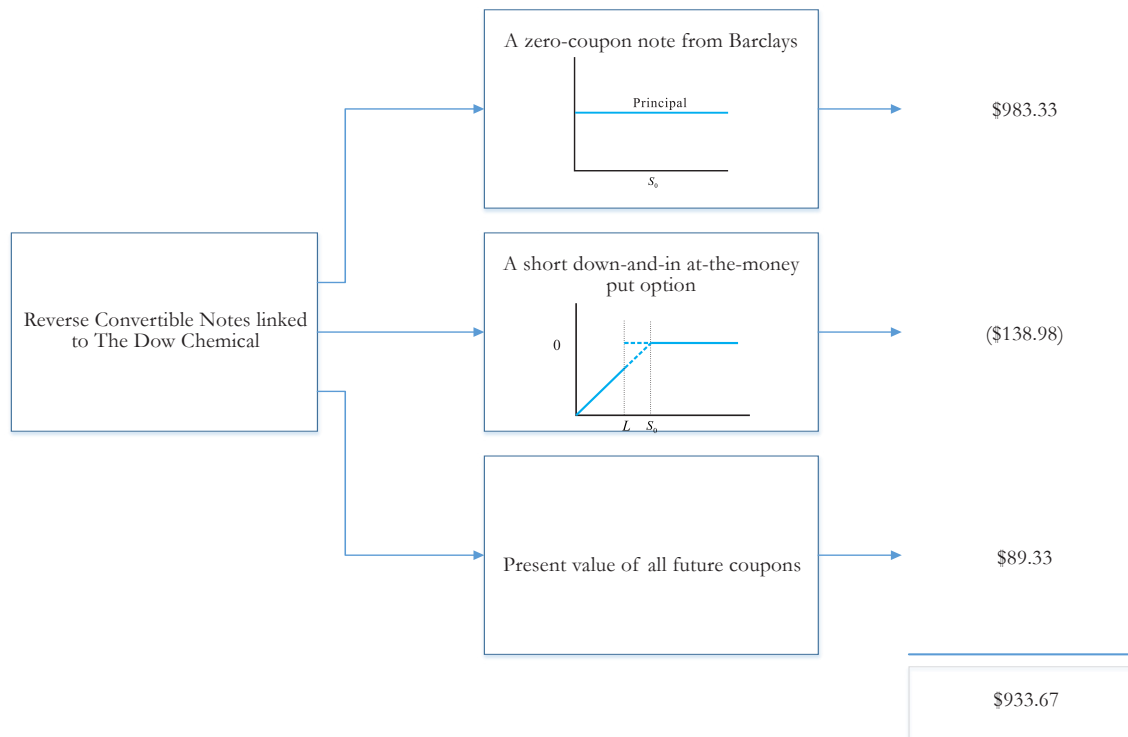 A zero-coupon note from Barclays
Principal
S₀
$983.33
Reverse Convertible Notes linked
to The Dow Chemical
A short down-and-in at-the-money
put option
0
L S₀
($138.98)
Present value of all future coupons
$89.33
$933.67